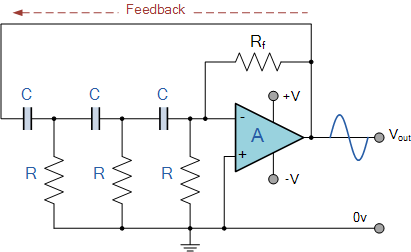 Feedback
Rf
C C C
+V
-
A
Vout
+
R R R
-V
0v